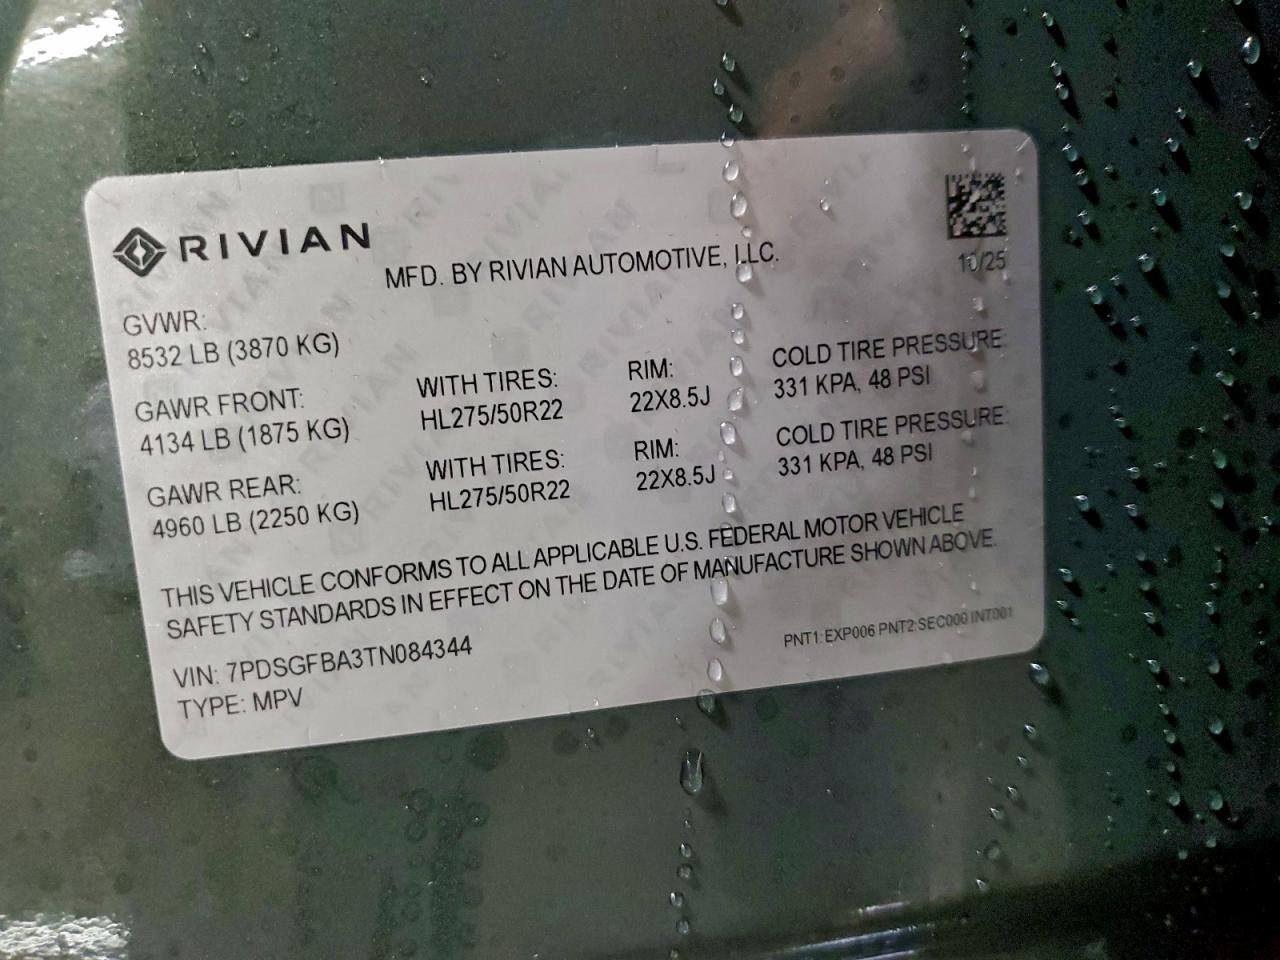 RIVIAN
MFD. BY RIVIAN AUTOMOTIVE, LLC.
10/25
GVWR:
8532 LB (3870 KG)
GAWR FRONT:
4134 LB (1875 KG)
WITH TIRES:
HL275/50R22
RIM:
22X8.5J
COLD TIRE PRESSURE:
331 KPA, 48 PSI
GAWR REAR:
4960 LB (2250 KG)
WITH TIRES:
HL275/50R22
RIM:
22X8.5J
COLD TIRE PRESSURE:
331 KPA, 48 PSI
THIS VEHICLE CONFORMS TO ALL APPLICABLE U.S. FEDERAL MOTOR VEHICLE
SAFETY STANDARDS IN EFFECT ON THE DATE OF MANUFACTURE SHOWN ABOVE.
VIN: 7PDSGFBA3TN084344
TYPE: MPV
PNT1: EXP006 PNT2: SEC000 INT001